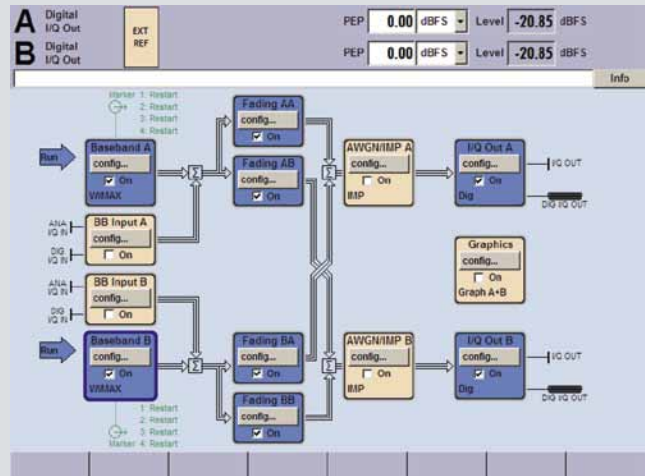 A Digital I/Q Out
EXT REF
PEP 0.00 dBFS Level -20.85 dBFS
B Digital I/Q Out
PEP 0.00 dBFS Level -20.85 dBFS
Info
Marker 1: Restart
2: Restart
3: Restart
4: Restart
Run
Baseband A
config...
On
WiMAX
Fading AA
config...
On
Fading AB
config...
On
Σ
Σ
AWGN/IMP A
config...
On
IMP
I/Q Out A
config...
On
Dig
I/Q OUT
DIG I/Q OUT
ANA I/Q IN
DIG I/Q IN
BB Input A
config...
On
Graphics
config...
On
Graph A+B
ANA I/Q IN
DIG I/Q IN
BB Input B
config...
On
Run
Baseband B
config...
On
WiMAX
Σ
Fading BA
config...
On
Fading BB
config...
On
Σ
AWGN/IMP B
config...
On
IMP
I/Q Out B
config...
On
Dig
I/Q OUT
DIG I/Q OUT
1: Restart
2: Restart
3: Restart
Marker 4: Restart